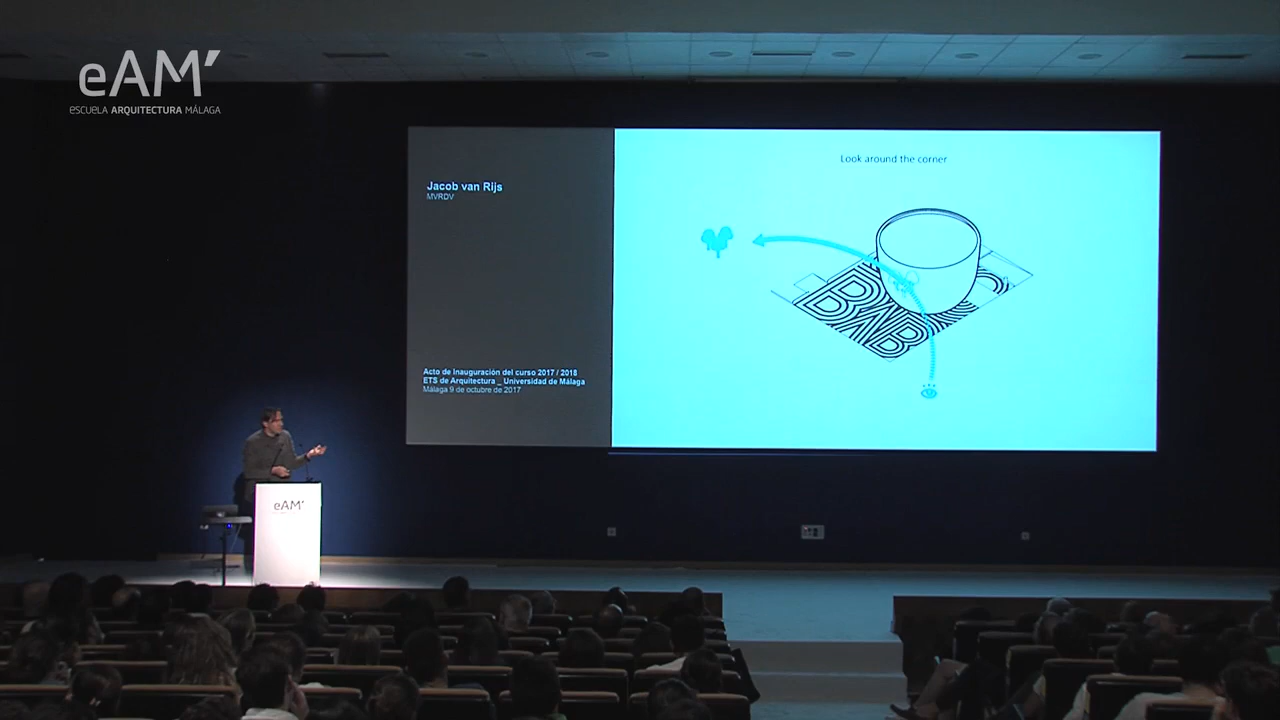 eAM'
ESCUELA ARQUITECTURA MÁLAGA
Jacob van Rijs
MVRDV
Look around the corner
Acto de Inauguración del curso 2017 / 2018
ETS de Arquitectura _ Universidad de Málaga
Málaga 9 de octubre de 2017
eAM'